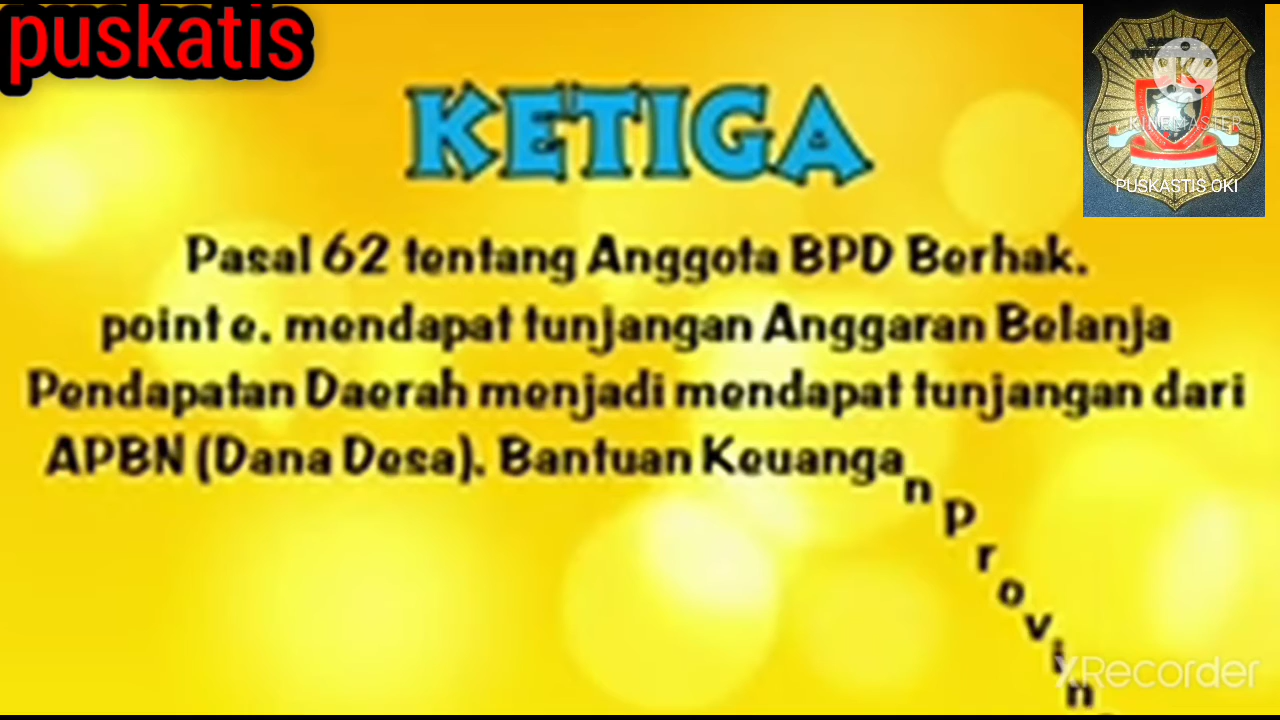 puskatis
KETIGA
KINEMASTER
PUSKASTIS OKI
Pasal 62 tentang Anggota BPD Berhak.
point e. mendapat tunjangan Anggaran Belanja
Pendapatan Daerah menjadi mendapat tunjangan dari
APBN (Dana Desa). Bantuan Keuangan provin
XRecorder